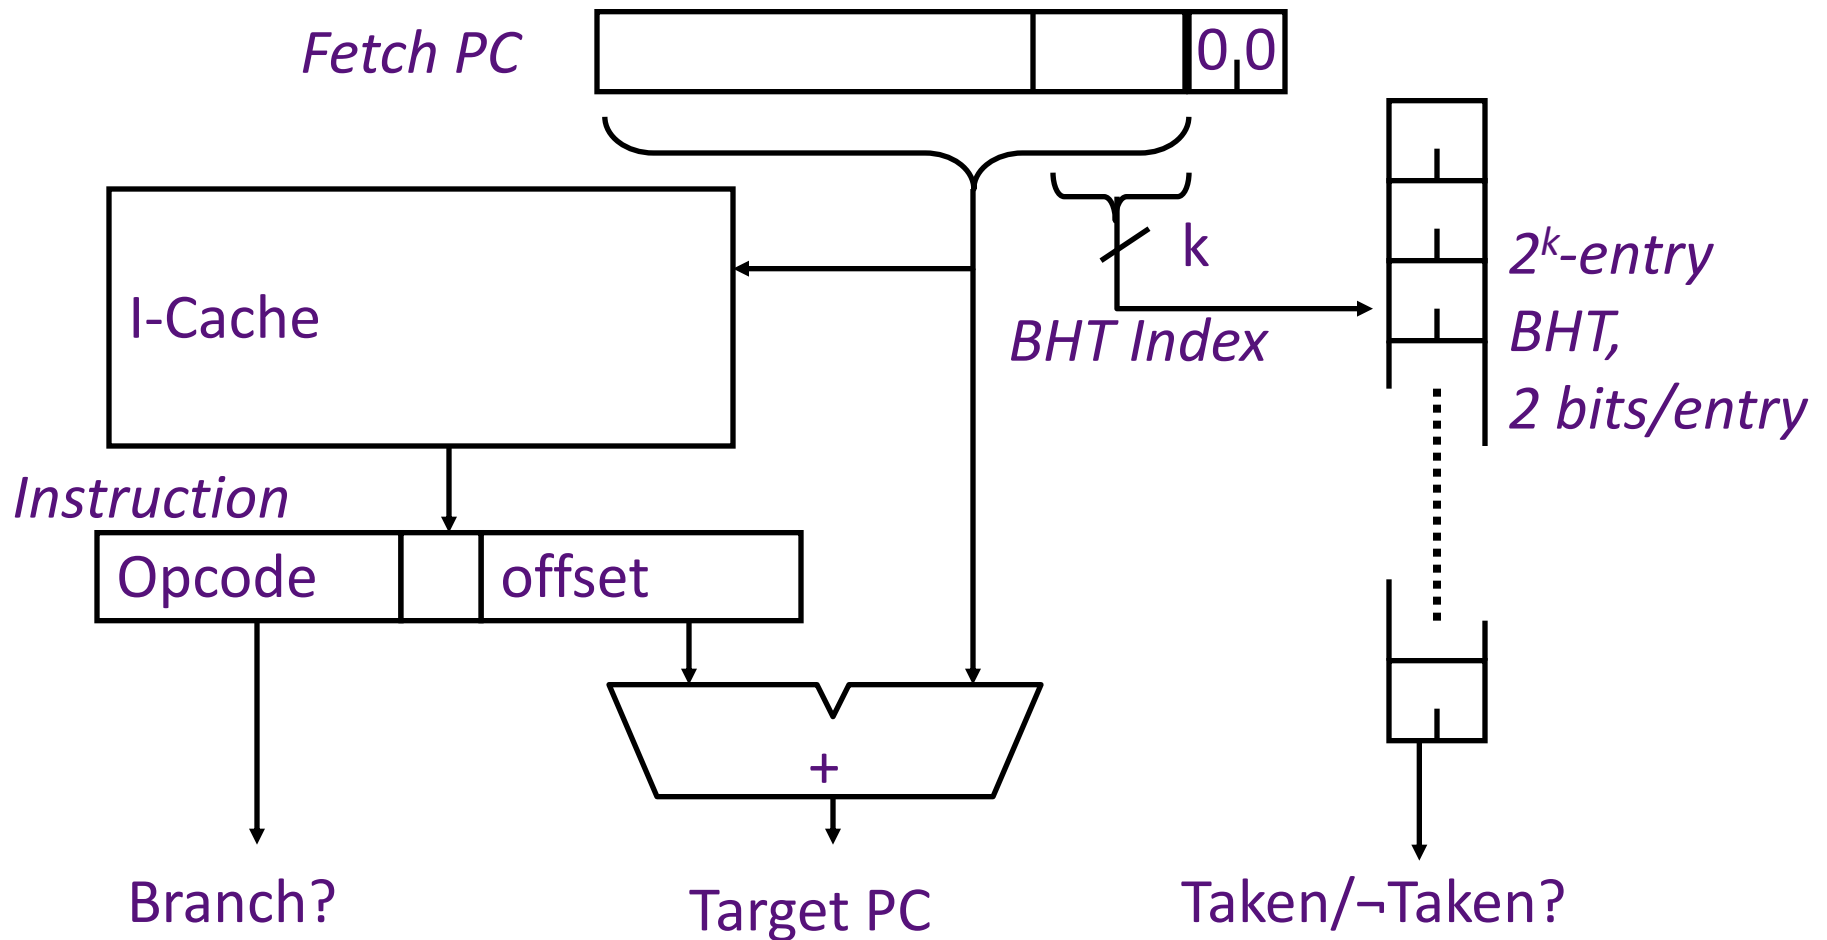 Fetch PC
0 0
k
2ᵏ-entry
BHT,
2 bits/entry
I-Cache
BHT Index
Instruction
Opcode
offset
+
Branch?
Target PC
Taken/¬Taken?